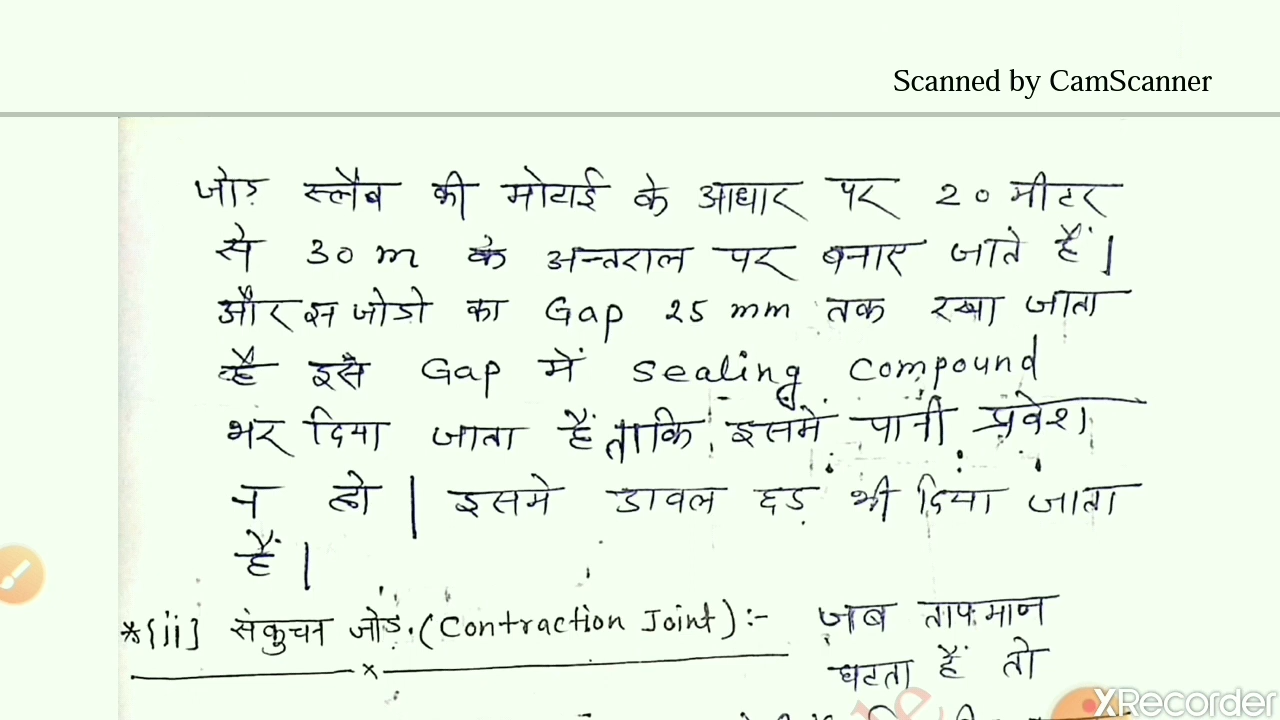 Scanned by CamScanner
जोड़ स्लैब की मोटाई के आधार पर 20 मीटर
से 30 m के अन्तराल पर बनाए जाते हैं|
और इस जोडो का Gap 25 mm तक रखा जाता
है इस Gap में Sealing Compound
भर दिया जाता हैं ताकि इसमें पानी प्रवेश
न हो | इसमे डावल छड़ भी दिया जाता
हैं |
*[ii] संकुचन जोड़.(Contraction Joint) :- जब तापमान
घटता हैं तो
XRecorder